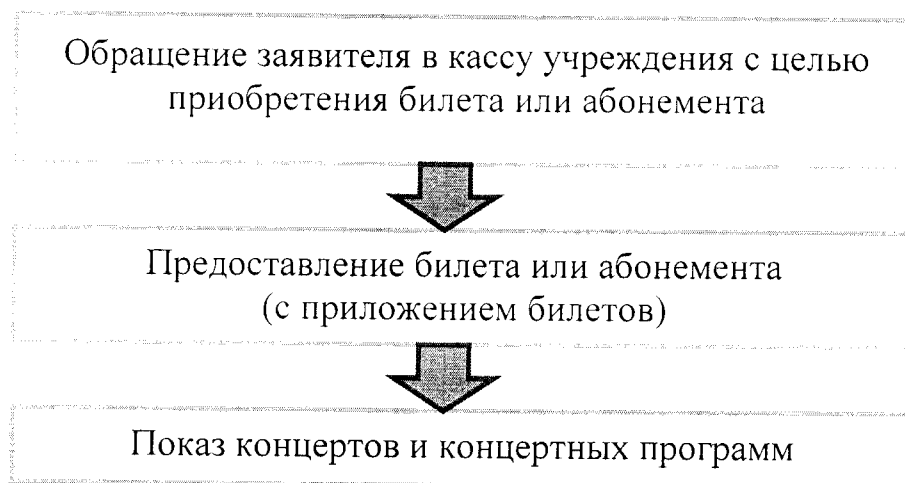 Обращение заявителя в кассу учреждения с целью
приобретения билета или абонемента
Предоставление билета или абонемента
(с приложением билетов)
Показ концертов и концертных программ